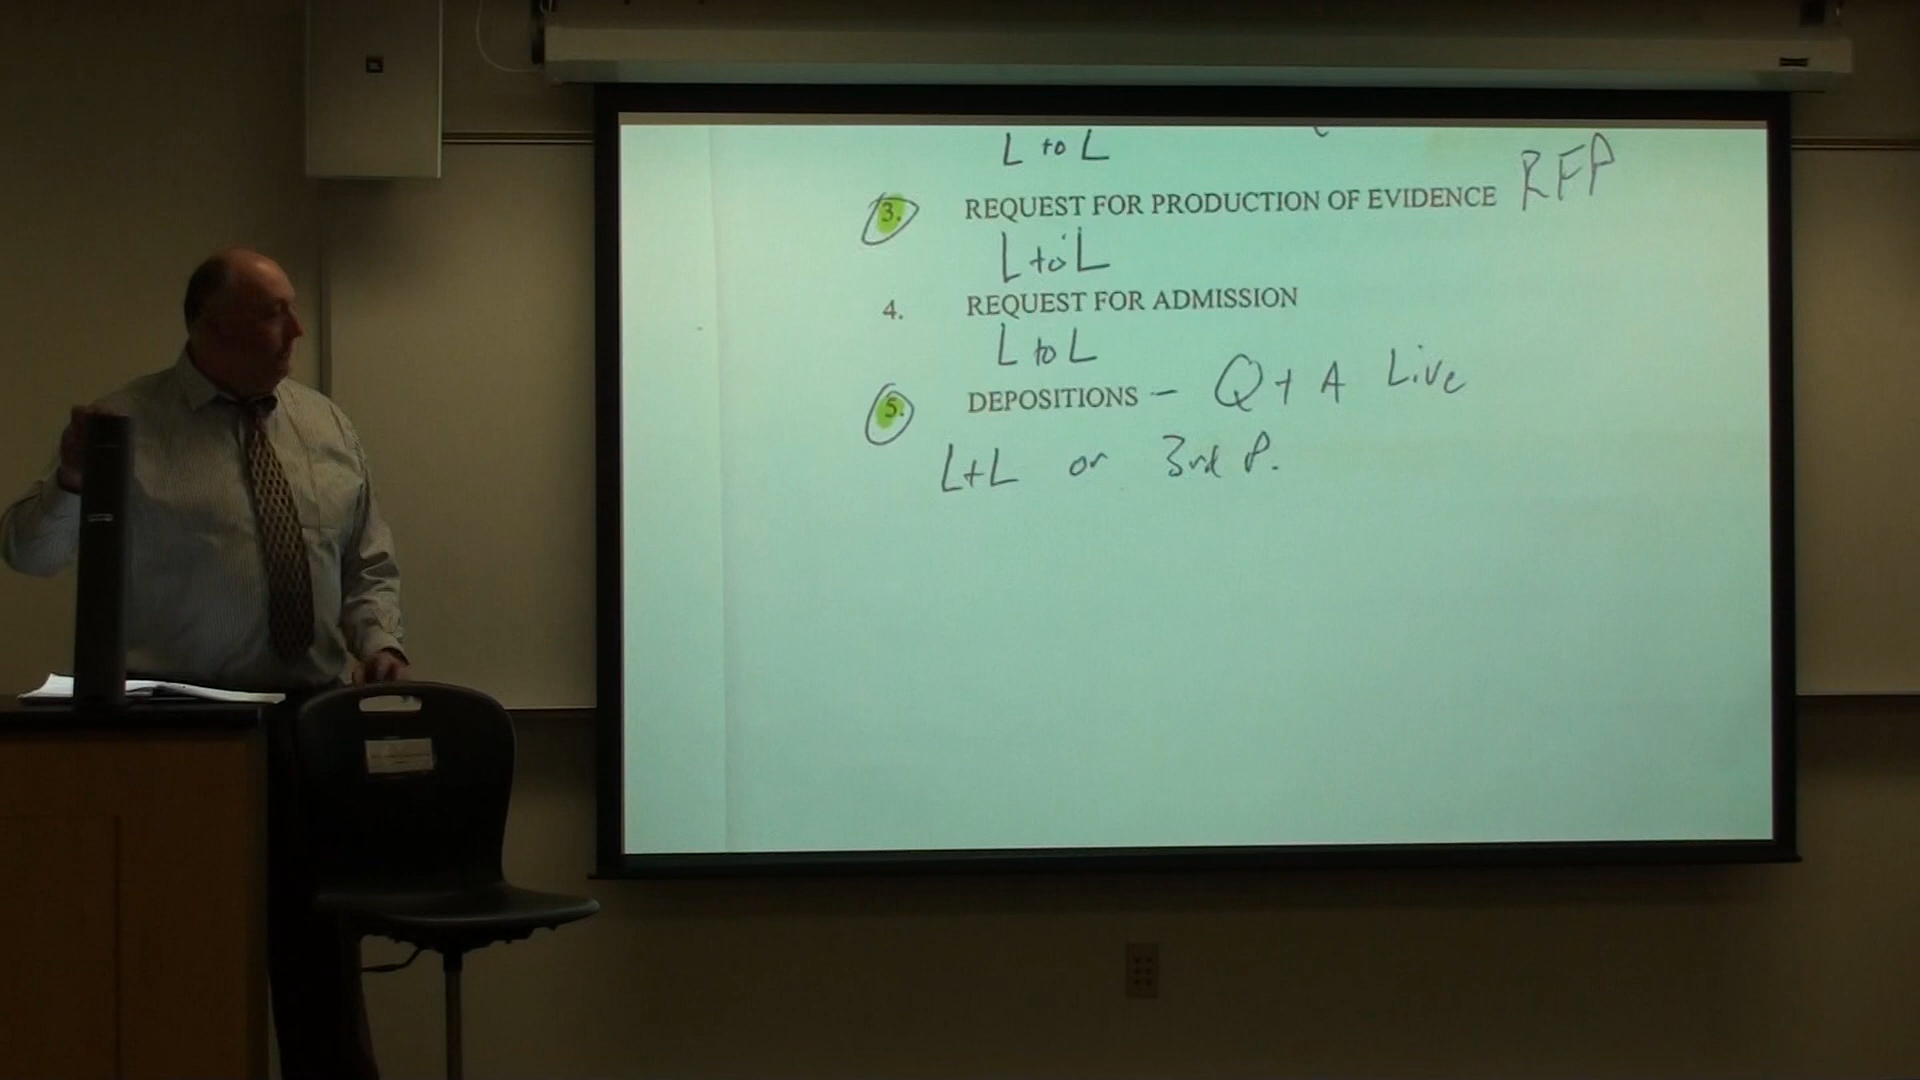 L to L
3. REQUEST FOR PRODUCTION OF EVIDENCE RFP
L to L
4. REQUEST FOR ADMISSION
L to L
5. DEPOSITIONS — Q + A Live
L+L or 3rd P.